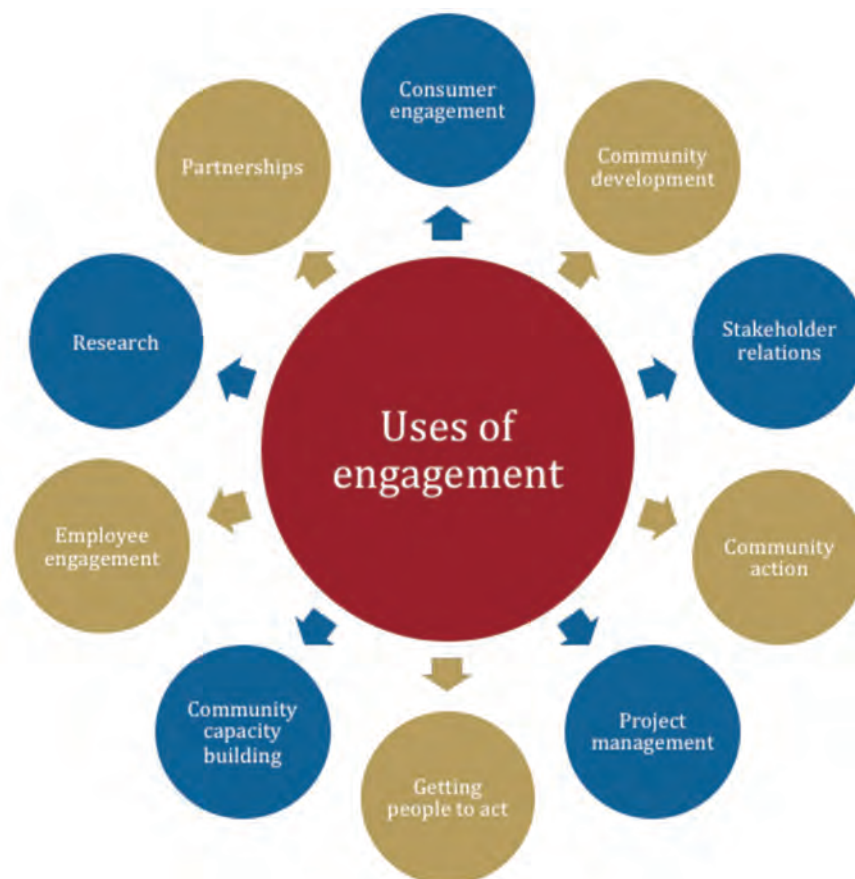 Consumer
engagement
Community
development
Stakeholder
relations
Community
action
Project
management
Getting
people to act
Community
capacity
building
Employee
engagement
Research
Partnerships
Uses of
engagement